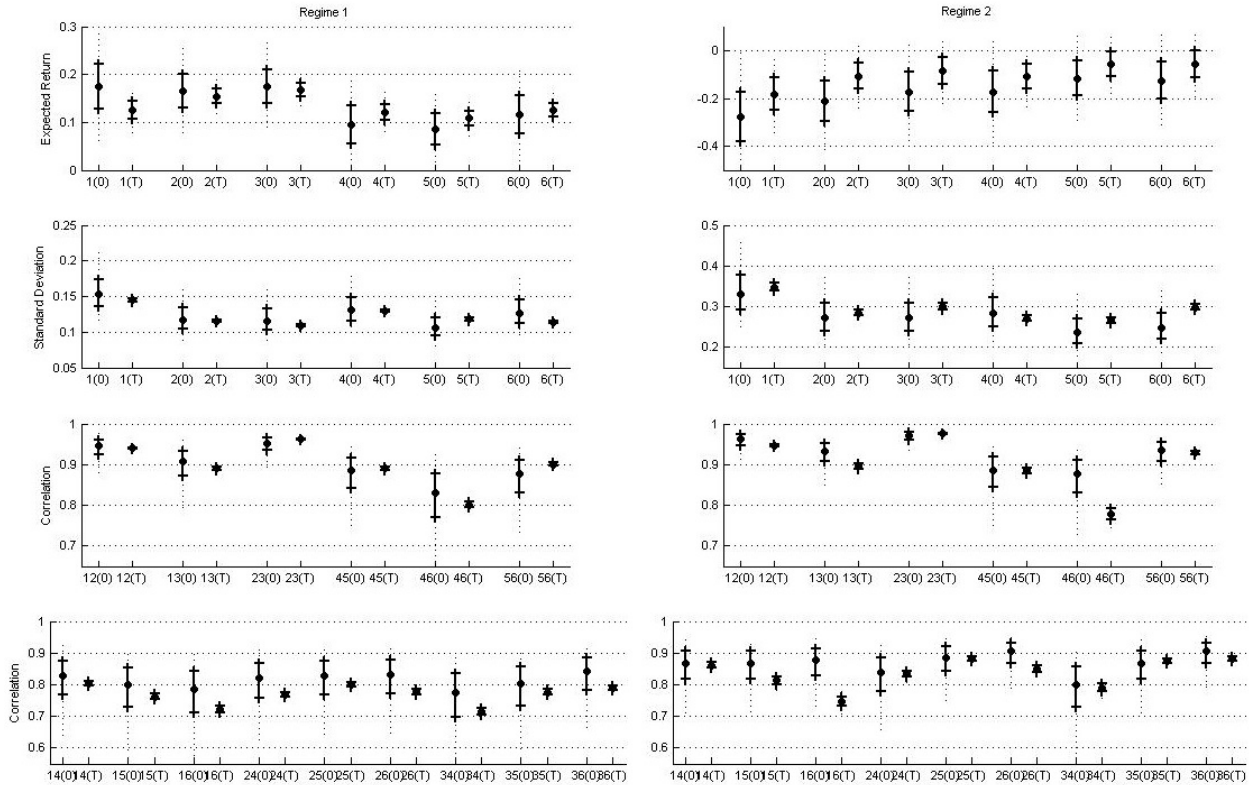 Regime 1
Regime 2
Expected Return
0.3
0.2
0.1
0
1(0) 1(T) 2(0) 2(T) 3(0) 3(T) 4(0) 4(T) 5(0) 5(T) 6(0) 6(T)
0
-0.2
-0.4
1(0) 1(T) 2(0) 2(T) 3(0) 3(T) 4(0) 4(T) 5(0) 5(T) 6(0) 6(T)
Standard Deviation
0.25
0.2
0.15
0.1
0.05
1(0) 1(T) 2(0) 2(T) 3(0) 3(T) 4(0) 4(T) 5(0) 5(T) 6(0) 6(T)
0.5
0.4
0.3
0.2
1(0) 1(T) 2(0) 2(T) 3(0) 3(T) 4(0) 4(T) 5(0) 5(T) 6(0) 6(T)
Correlation
1
0.9
0.8
0.7
12(0) 12(T) 13(0) 13(T) 23(0) 23(T) 45(0) 45(T) 46(0) 46(T) 56(0) 56(T)
1
0.9
0.8
0.7
12(0) 12(T) 13(0) 13(T) 23(0) 23(T) 45(0) 45(T) 46(0) 46(T) 56(0) 56(T)
Correlation
1
0.9
0.8
0.7
0.6
14(0) 14(T) 15(0) 15(T) 16(0) 16(T) 24(0) 24(T) 25(0) 25(T) 26(0) 26(T) 34(0) 34(T) 35(0) 35(T) 36(0) 36(T)
1
0.9
0.8
0.7
0.6
14(0) 14(T) 15(0) 15(T) 16(0) 16(T) 24(0) 24(T) 25(0) 25(T) 26(0) 26(T) 34(0) 34(T) 35(0) 35(T) 36(0) 36(T)